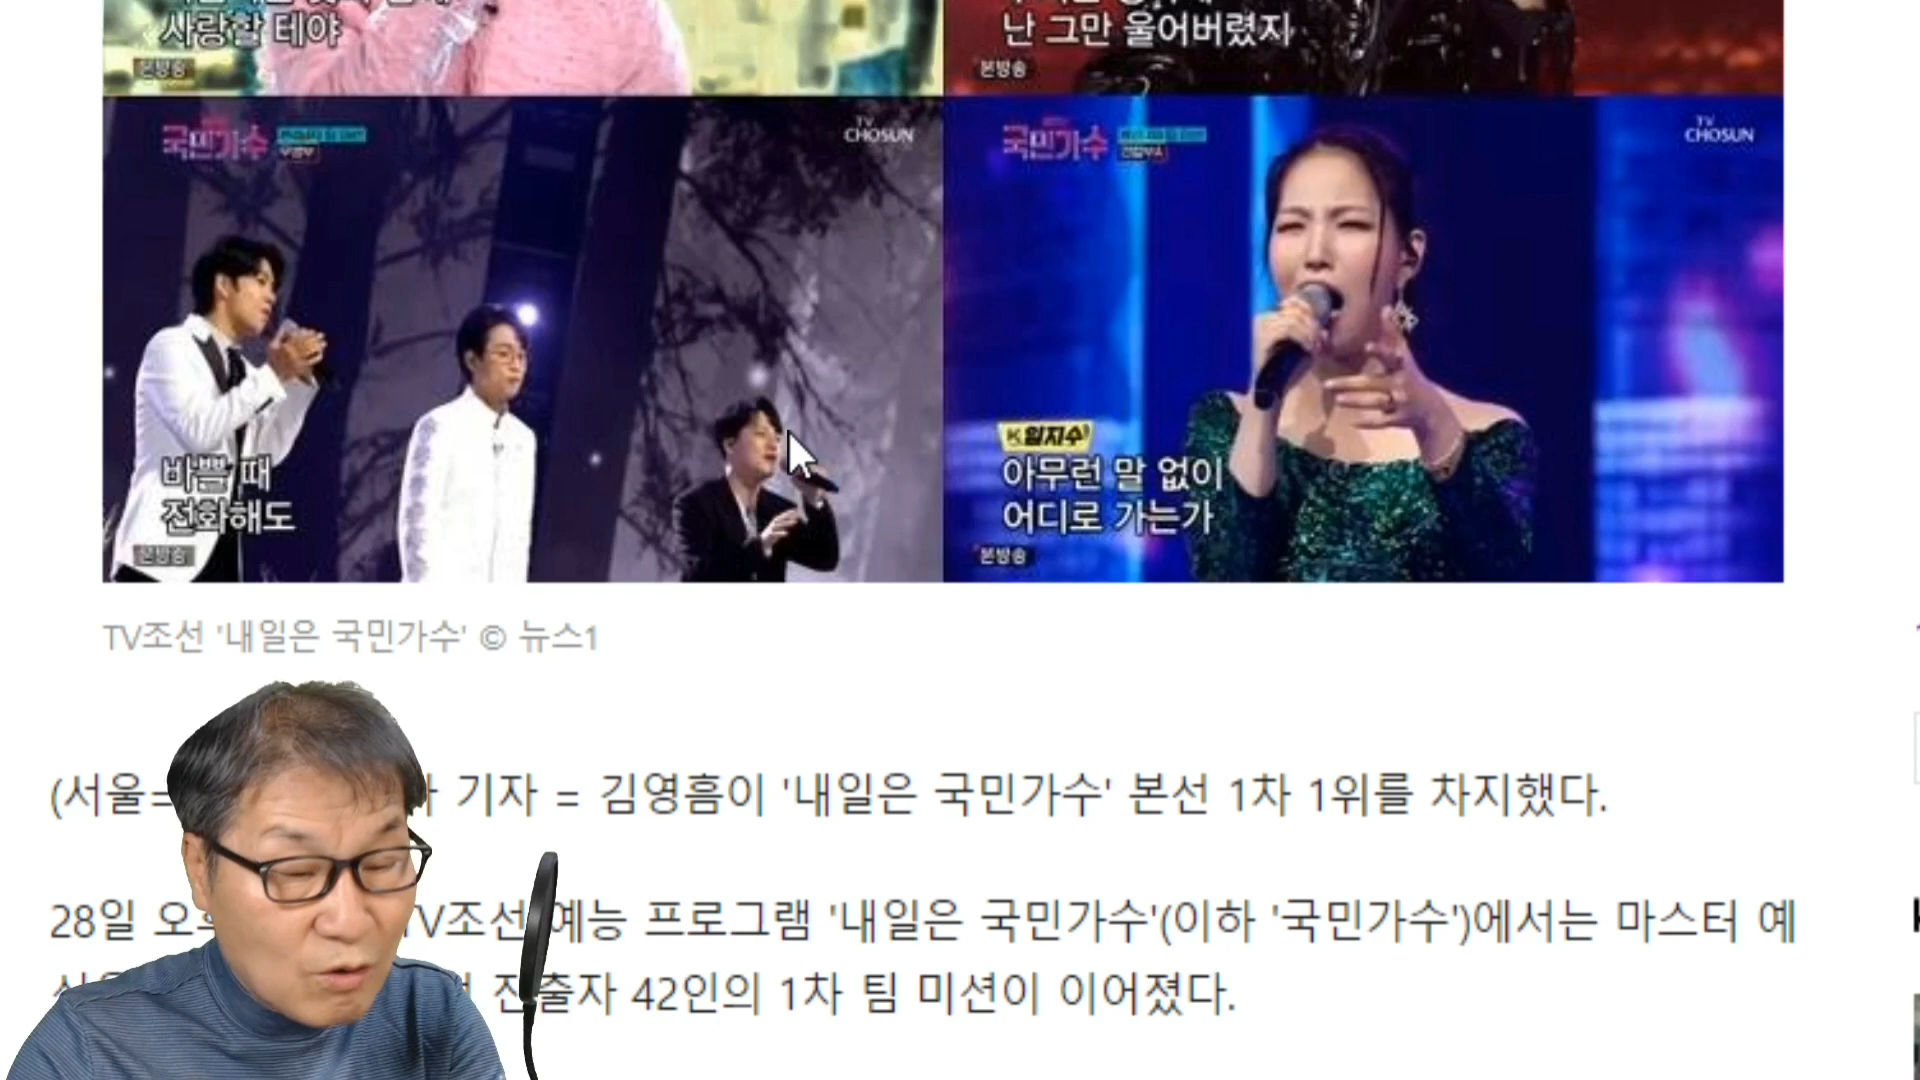 사랑할 테야
본방송
난 그만 울어버렸지
본방송
국민가수
TV
CHOSUN
바쁠 때
전화해도
본방송
국민가수
TV
CHOSUN
K.임지수
아무런 말 없이
어디로 가는가
본방송
TV조선 '내일은 국민가수' © 뉴스1
(서울= 기자 = 김영흠이 '내일은 국민가수' 본선 1차 1위를 차지했다.
28일 TV조선 예능 프로그램 '내일은 국민가수'(이하 '국민가수')에서는 마스터 예
진출자 42인의 1차 팀 미션이 이어졌다.